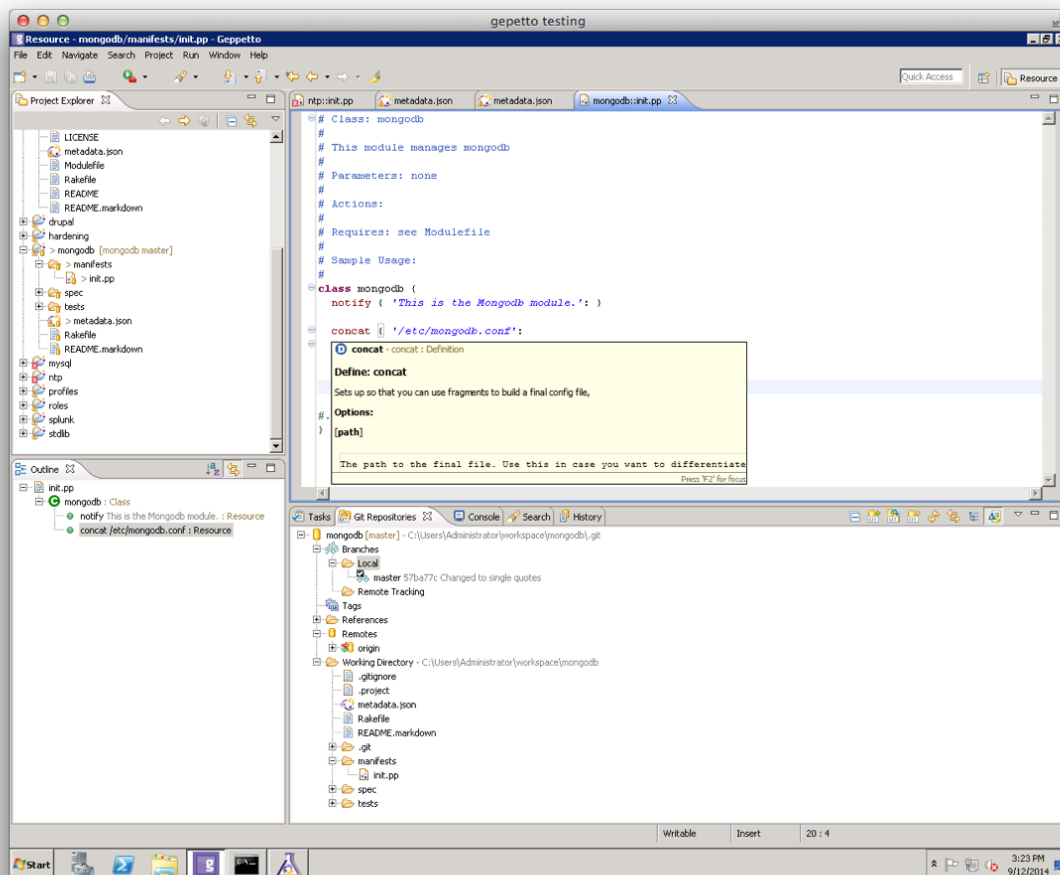 gepetto testing
Resource - mongodb/manifests/init.pp - Geppetto
File Edit Navigate Search Project Run Window Help
Quick Access
Resource
Project Explorer
LICENSE
metadata.json
Modulefile
Rakefile
README
README.markdown
drupal
hardening
> mongodb [mongodb master]
> manifests
> init.pp
spec
tests
> metadata.json
Rakefile
README.markdown
mysql
ntp
profiles
roles
splunk
stdlib
Outline
init.pp
mongodb : Class
notify This is the Mongodb module. : Resource
concat /etc/mongodb.conf : Resource
ntp::init.pp
metadata.json
metadata.json
mongodb::init.pp
# Class: mongodb
#
# This module manages mongodb
#
# Parameters: none
#
# Actions:
#
# Requires: see Modulefile
#
# Sample Usage:
#
class mongodb {
notify { 'This is the Mongodb module.': }
concat { '/etc/mongodb.conf':
concat - concat : Definition
Define: concat
Sets up so that you can use fragments to build a final config file,
Options:
[path]
The path to the final file. Use this in case you want to differentiate
Press 'F2' for focus
#.
}
Tasks
Git Repositories
Console
Search
History
mongodb [master] - C:\Users\Administrator\workspace\mongodb\.git
Branches
Local
master 57ba77c Changed to single quotes
Remote Tracking
Tags
References
Remotes
origin
Working Directory - C:\Users\Administrator\workspace\mongodb
.gitignore
.project
metadata.json
Rakefile
README.markdown
.git
manifests
init.pp
spec
tests
Writable
Insert
20 : 4
Start
3:23 PM
9/12/2014